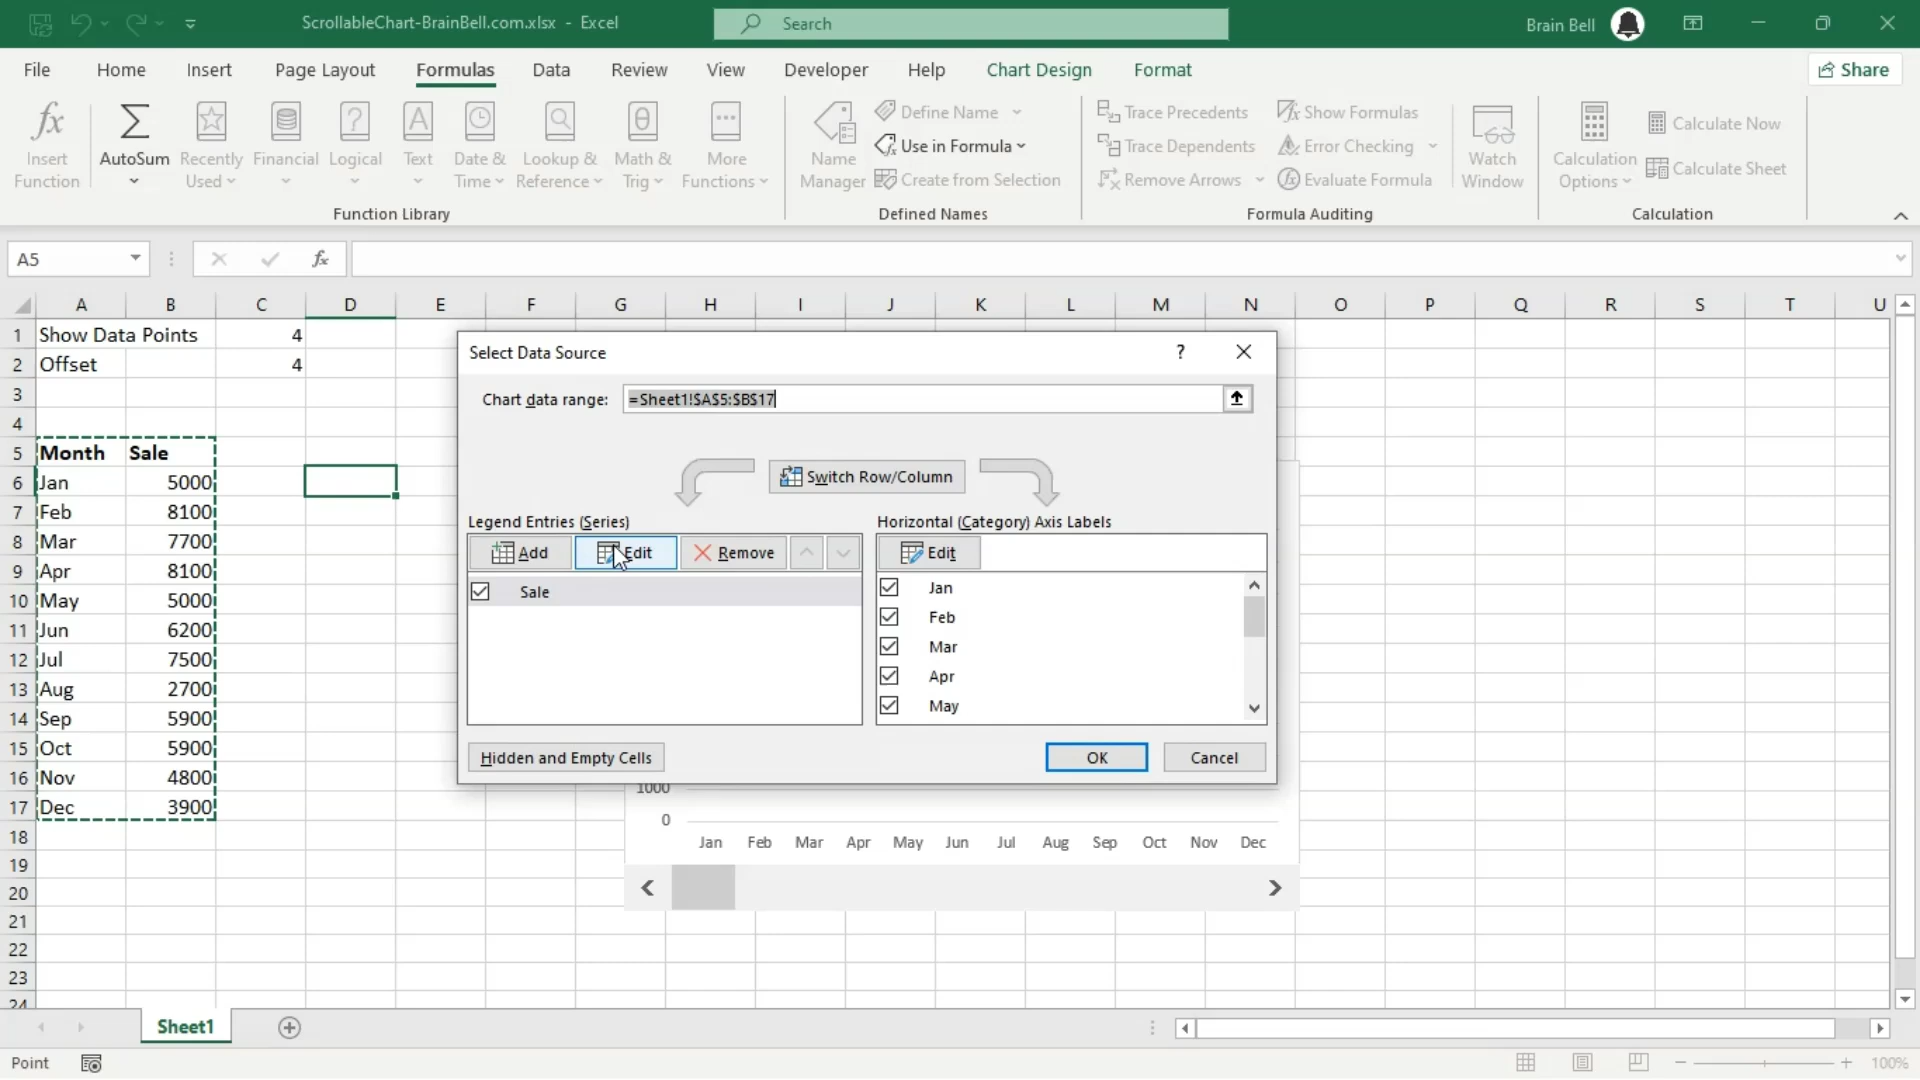 ScrollableChart-BrainBell.com.xlsx - Excel
Search
Brain Bell
File Home Insert Page Layout Formulas Data Review View Developer Help Chart Design Format Share
Insert Function
AutoSum
Recently Used
Financial
Logical
Text
Date & Time
Lookup & Reference
Math & Trig
More Functions
Function Library
Name Manager
Define Name
Use in Formula
Create from Selection
Defined Names
Trace Precedents
Trace Dependents
Remove Arrows
Show Formulas
Error Checking
Evaluate Formula
Formula Auditing
Watch Window
Calculation Options
Calculate Now
Calculate Sheet
Calculation
A5
fx
A B C D E F G H I J K L M N O P Q R S T U
1 Show Data Points 4
2 Offset 4
3
4
5 Month Sale
6 Jan 5000
7 Feb 8100
8 Mar 7700
9 Apr 8100
10 May 5000
11 Jun 6200
12 Jul 7500
13 Aug 2700
14 Sep 5900
15 Oct 5900
16 Nov 4800
17 Dec 3900
18
19
20
21
22
23
24
Select Data Source
?
Chart data range: =Sheet1!$A$5:$B$17
Switch Row/Column
Legend Entries (Series)
Add Edit Remove
Sale
Horizontal (Category) Axis Labels
Edit
Jan
Feb
Mar
Apr
May
Hidden and Empty Cells
OK Cancel
1000
0
Jan Feb Mar Apr May Jun Jul Aug Sep Oct Nov Dec
Sheet1
Point
100%